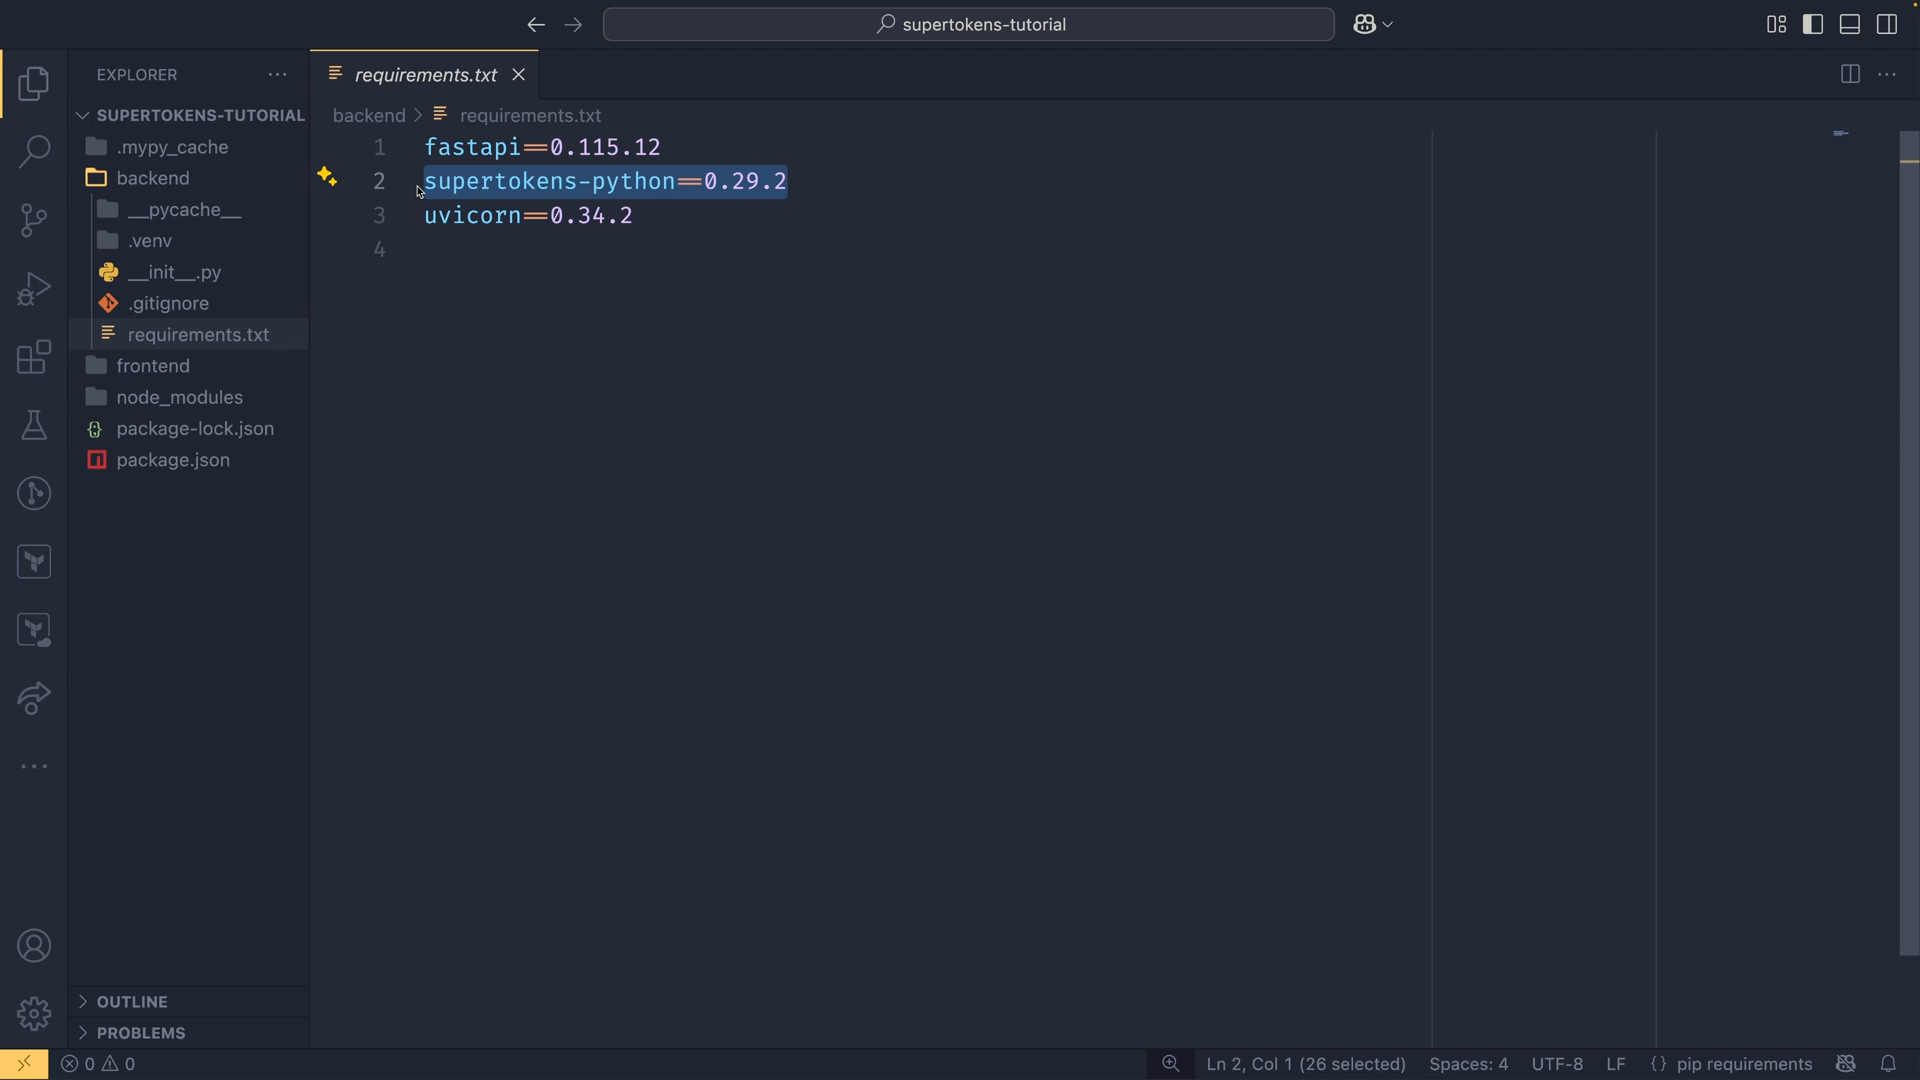 supertokens-tutorial
EXPLORER
requirements.txt
SUPERTOKENS-TUTORIAL
.mypy_cache
backend
__pycache__
.venv
__init__.py
.gitignore
requirements.txt
frontend
node_modules
package-lock.json
package.json
OUTLINE
PROBLEMS
backend > requirements.txt
1 fastapi==0.115.12
2 supertokens-python==0.29.2
3 uvicorn==0.34.2
4
0 0
Ln 2, Col 1 (26 selected) Spaces: 4 UTF-8 LF {} pip requirements